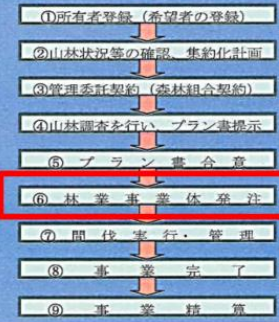 ①所有者登録（希望者の登録）
②山林状況等の確認、集約化計画
③管理委託契約（森林組合契約）
④山林調査を行い、プラン書提示
⑤プラン書合意
⑥林業事業体発注
⑦間伐実行・管理
⑧事業完了
⑨事業精算